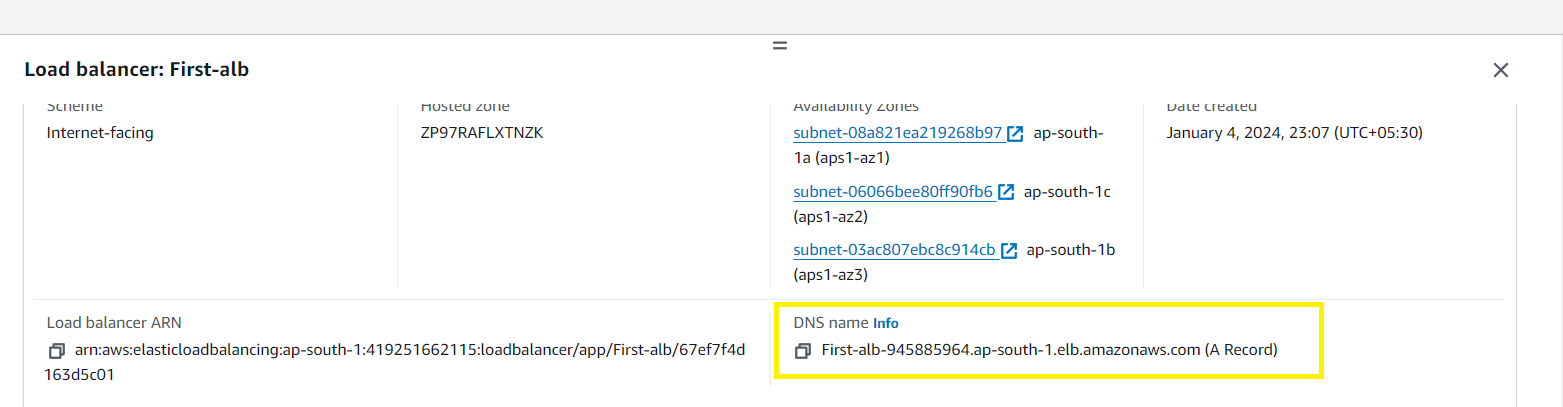 Load balancer: First-alb
Scheme
Hosted zone
Availability Zones
Date created
Internet-facing
ZP97RAFLXTNZK
subnet-08a821ea219268b97 ap-south-
1a (aps1-az1)
subnet-06066bee80ff90fb6 ap-south-1c
(aps1-az2)
subnet-03ac807ebc8c914cb ap-south-1b
(aps1-az3)
January 4, 2024, 23:07 (UTC+05:30)
Load balancer ARN
arn:aws:elasticloadbalancing:ap-south-1:419251662115:loadbalancer/app/First-alb/67ef7f4d
163d5c01
DNS name Info
First-alb-945885964.ap-south-1.elb.amazonaws.com (A Record)